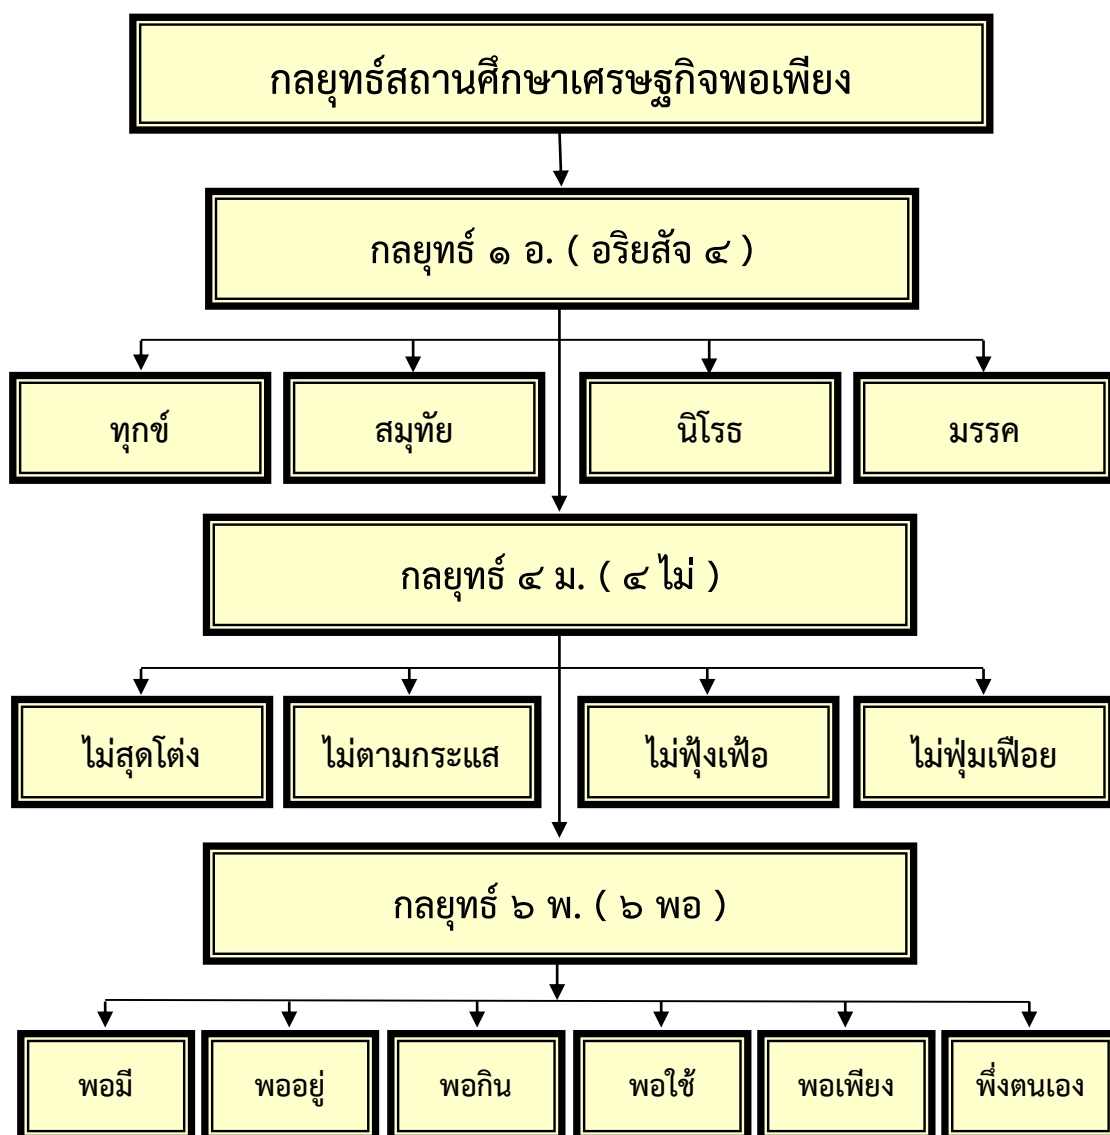 กลยุทธ์สถานศึกษาเศรษฐกิจพอเพียง
กลยุทธ์ ๑ อ. ( อริยสัจ ๔ )
ทุกข์ สมุทัย นิโรธ มรรค
กลยุทธ์ ๔ ม. ( ๔ ไม่ )
ไม่สุดโต่ง ไม่ตามกระแส ไม่ฟุ้งเฟ้อ ไม่ฟุ่มเฟือย
กลยุทธ์ ๖ พ. ( ๖ พอ )
พอมี พออยู่ พอกิน พอใช้ พอเพียง พึ่งตนเอง